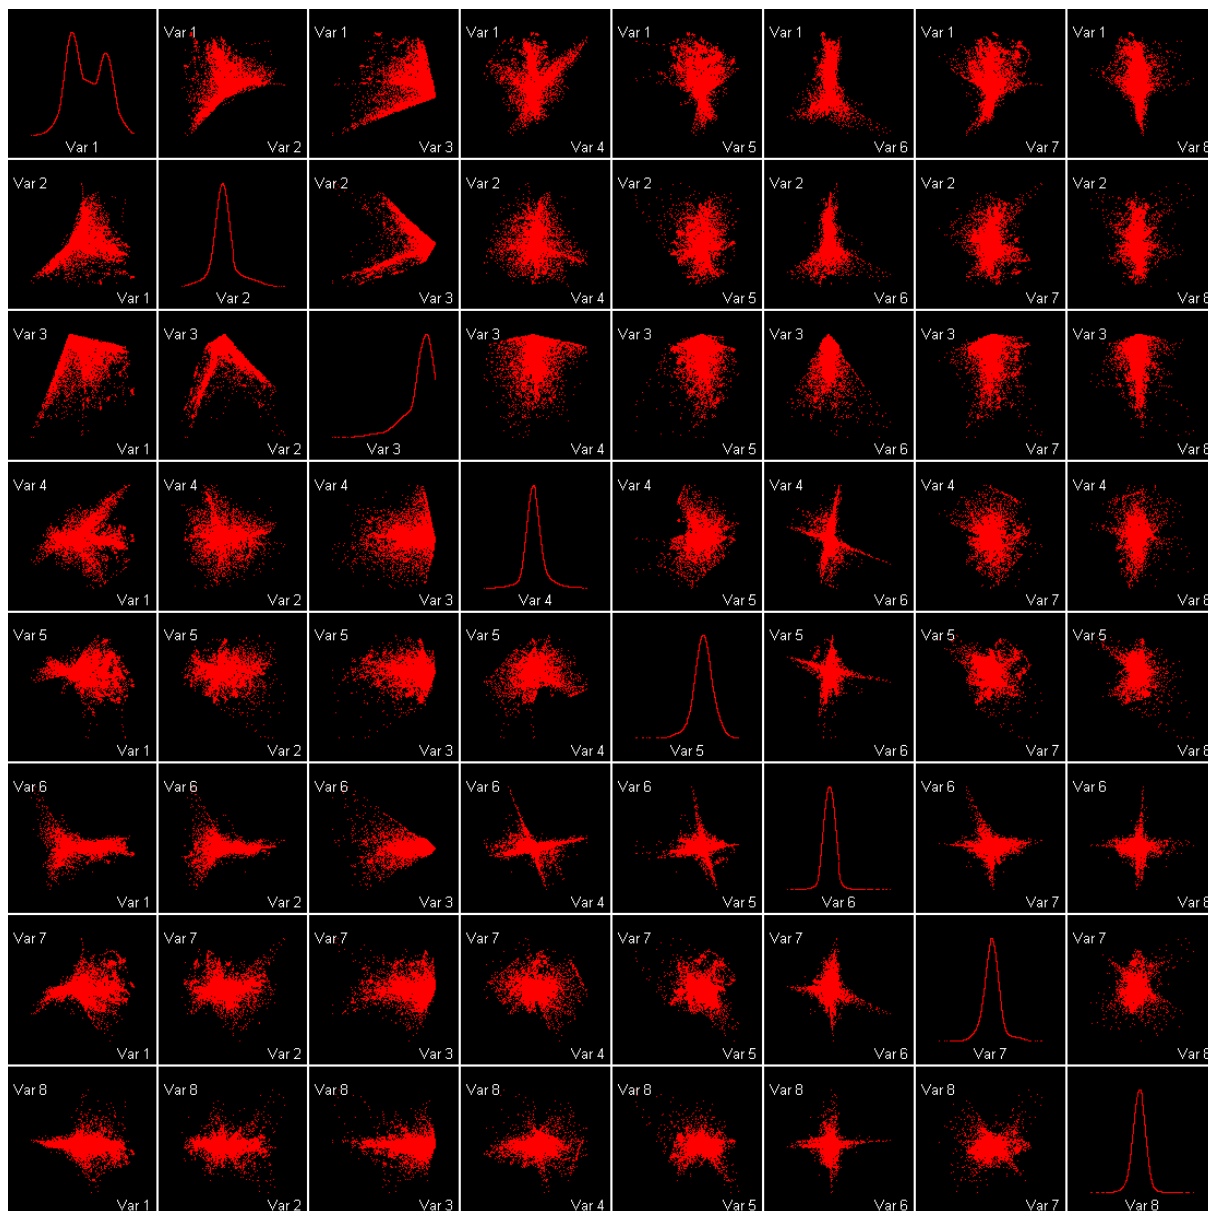 Var 1
Var 1 Var 2
Var 1 Var 3
Var 1 Var 4
Var 1 Var 5
Var 1 Var 6
Var 1 Var 7
Var 1 Var 8
Var 2 Var 1
Var 2
Var 2 Var 3
Var 2 Var 4
Var 2 Var 5
Var 2 Var 6
Var 2 Var 7
Var 2 Var 8
Var 3 Var 1
Var 3 Var 2
Var 3
Var 3 Var 4
Var 3 Var 5
Var 3 Var 6
Var 3 Var 7
Var 3 Var 8
Var 4 Var 1
Var 4 Var 2
Var 4 Var 3
Var 4
Var 4 Var 5
Var 4 Var 6
Var 4 Var 7
Var 4 Var 8
Var 5 Var 1
Var 5 Var 2
Var 5 Var 3
Var 5 Var 4
Var 5
Var 5 Var 6
Var 5 Var 7
Var 5 Var 8
Var 6 Var 1
Var 6 Var 2
Var 6 Var 3
Var 6 Var 4
Var 6 Var 5
Var 6
Var 6 Var 7
Var 6 Var 8
Var 7 Var 1
Var 7 Var 2
Var 7 Var 3
Var 7 Var 4
Var 7 Var 5
Var 7 Var 6
Var 7
Var 7 Var 8
Var 8 Var 1
Var 8 Var 2
Var 8 Var 3
Var 8 Var 4
Var 8 Var 5
Var 8 Var 6
Var 8 Var 7
Var 8